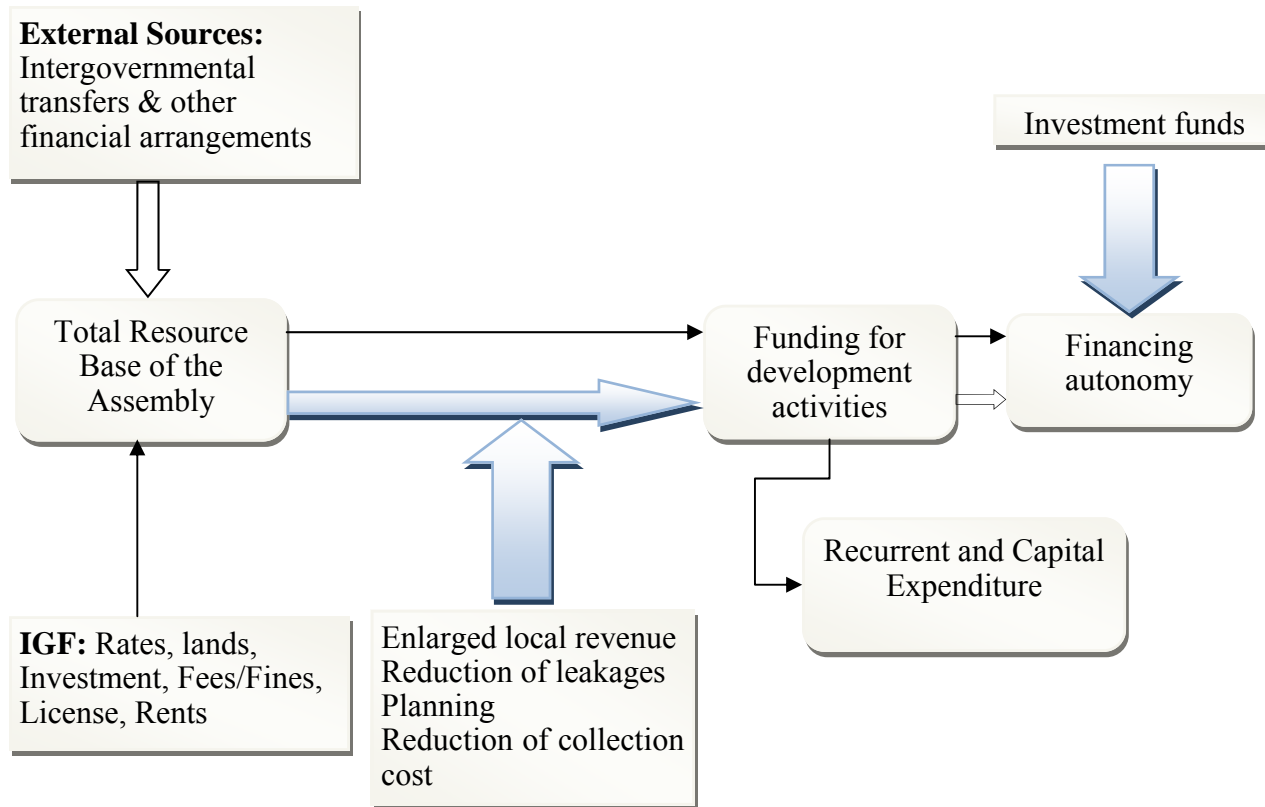 External Sources:
Intergovernmental
transfers & other
financial arrangements
Investment funds
Total Resource
Base of the
Assembly
Funding for
development
activities
Financing
autonomy
Recurrent and Capital
Expenditure
IGF: Rates, lands,
Investment, Fees/Fines,
License, Rents
Enlarged local revenue
Reduction of leakages
Planning
Reduction of collection
cost